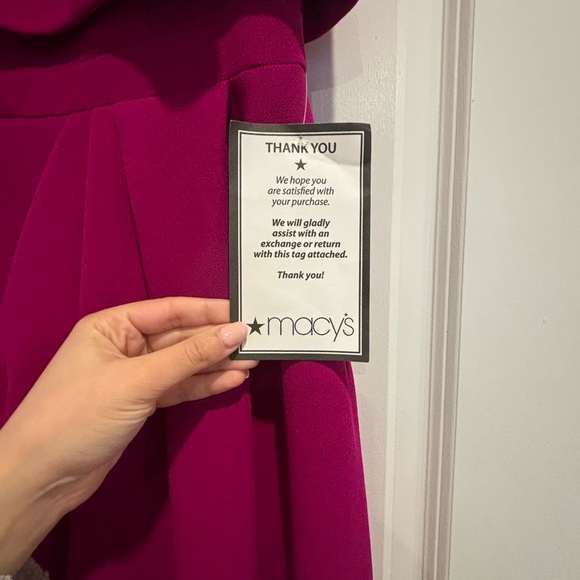 THANK YOU
★
We hope you
are satisfied with
your purchase.
We will gladly
assist with an
exchange or return
with this tag attached.
Thank you!
★macy's